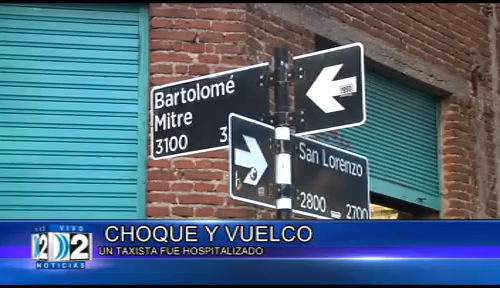 Bartolomé
Mitre
3100
San Lorenzo
2800 2700
CHOQUE Y VUELCO
UN TAXISTA FUE HOSPITALIZADO
VIVO
2
NOTICIAS